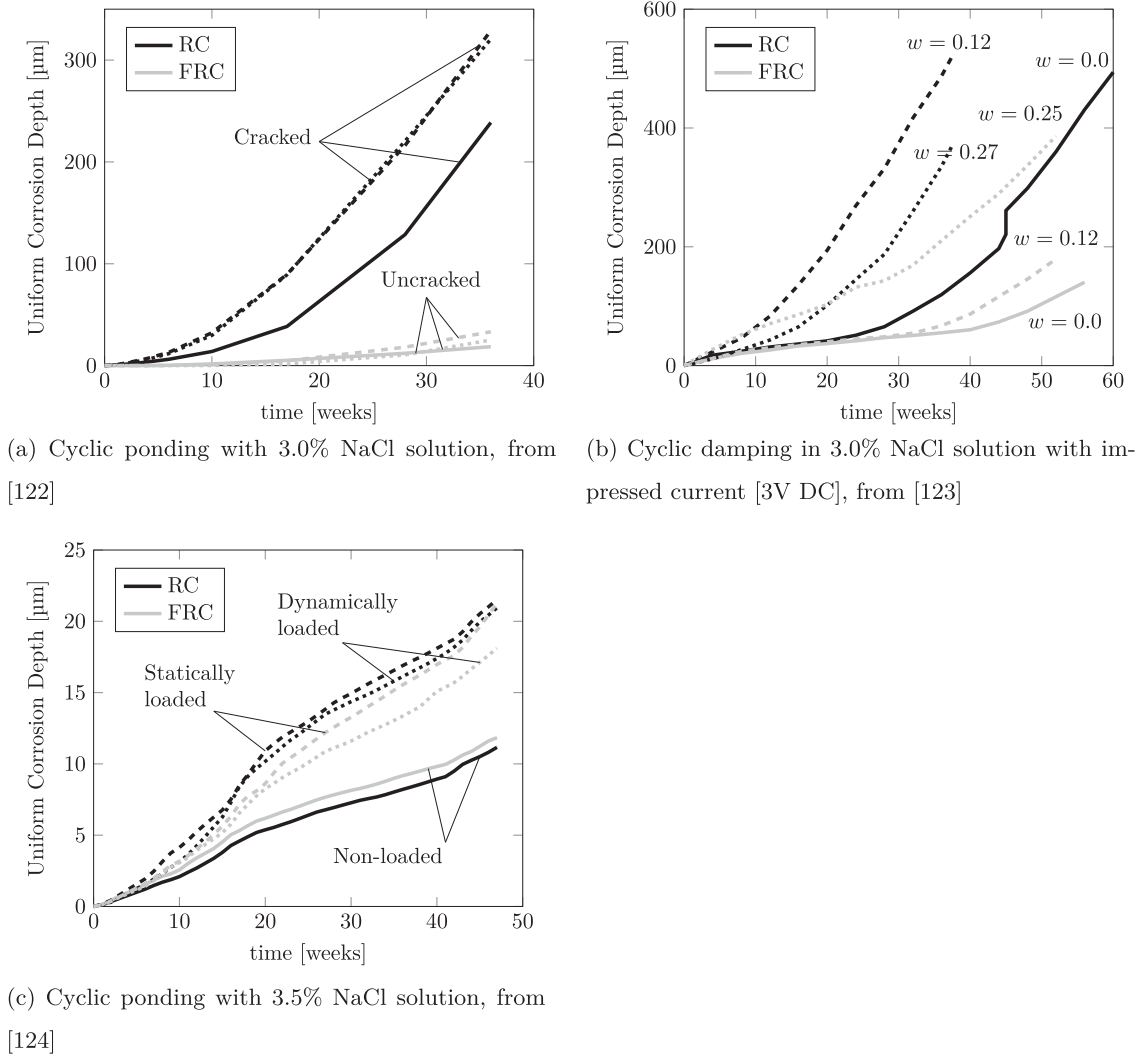 Uniform Corrosion Depth [µm]
300
200
100
0
RC
FRC
Cracked
Uncracked
0
10
20
30
40
time [weeks]
(a) Cyclic ponding with 3.0% NaCl solution, from
[122]
Uniform Corrosion Depth [µm]
600
400
200
0
RC
FRC
w = 0.12
w = 0.0
w = 0.25
w = 0.27
w = 0.12
w = 0.0
0
10
20
30
40
50
60
time [weeks]
(b) Cyclic damping in 3.0% NaCl solution with im-
pressed current [3V DC], from [123]
Uniform Corrosion Depth [µm]
25
20
15
10
5
0
RC
FRC
Dynamically
loaded
Statically
loaded
Non-loaded
0
10
20
30
40
50
time [weeks]
(c) Cyclic ponding with 3.5% NaCl solution, from
[124]